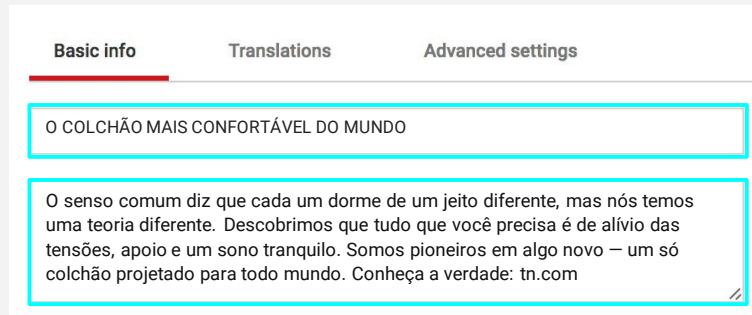 Basic info Translations Advanced settings
O COLCHÃO MAIS CONFORTÁVEL DO MUNDO
O senso comum diz que cada um dorme de um jeito diferente, mas nós temos
uma teoria diferente. Descobrimos que tudo que você precisa é de alívio das
tensões, apoio e um sono tranquilo. Somos pioneiros em algo novo — um só
colchão projetado para todo mundo. Conheça a verdade: tn.com